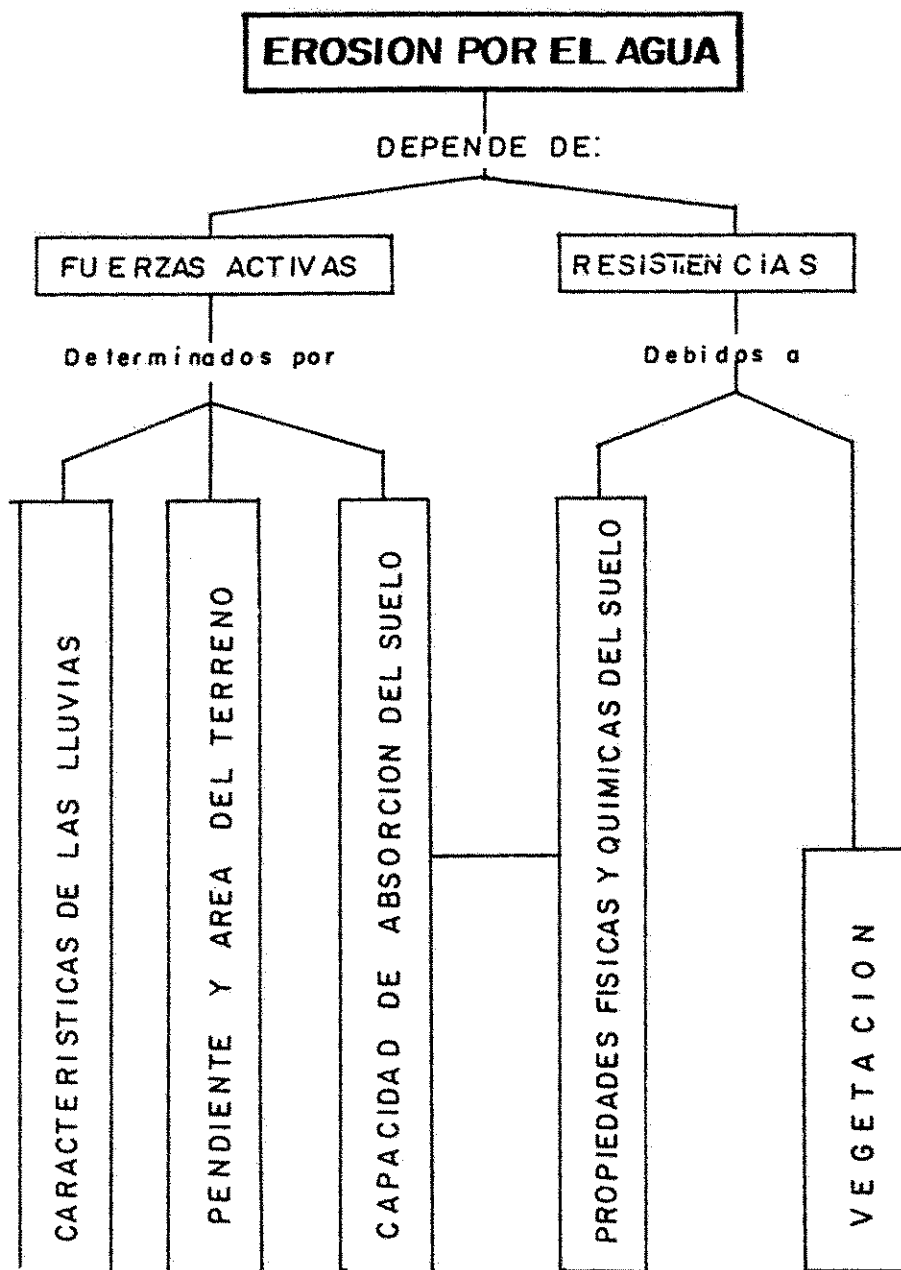 EROSION POR EL AGUA
DEPENDE DE:
FUERZAS ACTIVAS
RESISTENCIAS
Determinados por
Debidos a
CARACTERISTICAS DE LAS LLUVIAS
PENDIENTE Y AREA DEL TERRENO
CAPACIDAD DE ABSORCION DEL SUELO
PROPIEDADES FISICAS Y QUIMICAS DEL SUELO
VEGETACION